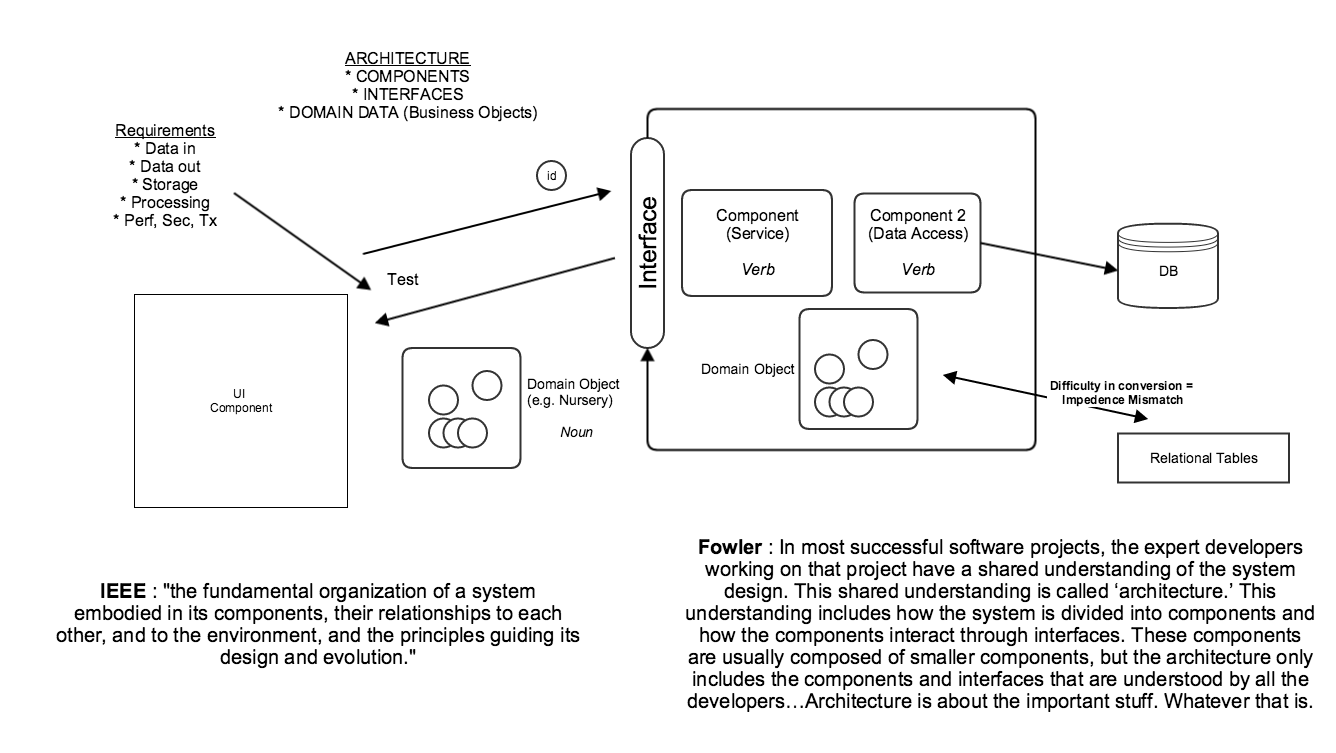 ARCHITECTURE
* COMPONENTS
* INTERFACES
* DOMAIN DATA (Business Objects)
Requirements
* Data in
* Data out
* Storage
* Processing
* Perf, Sec, Tx
id
Test
Interface
Component
(Service)
Verb
Component 2
(Data Access)
Verb
DB
UI
Component
Domain Object
(e.g. Nursery)
Noun
Domain Object
Difficulty in conversion =
Impedence Mismatch
Relational Tables
IEEE : "the fundamental organization of a system
embodied in its components, their relationships to each
other, and to the environment, and the principles guiding its
design and evolution."
Fowler : In most successful software projects, the expert developers
working on that project have a shared understanding of the system
design. This shared understanding is called ‘architecture.’ This
understanding includes how the system is divided into components and
how the components interact through interfaces. These components
are usually composed of smaller components, but the architecture only
includes the components and interfaces that are understood by all the
developers…Architecture is about the important stuff. Whatever that is.